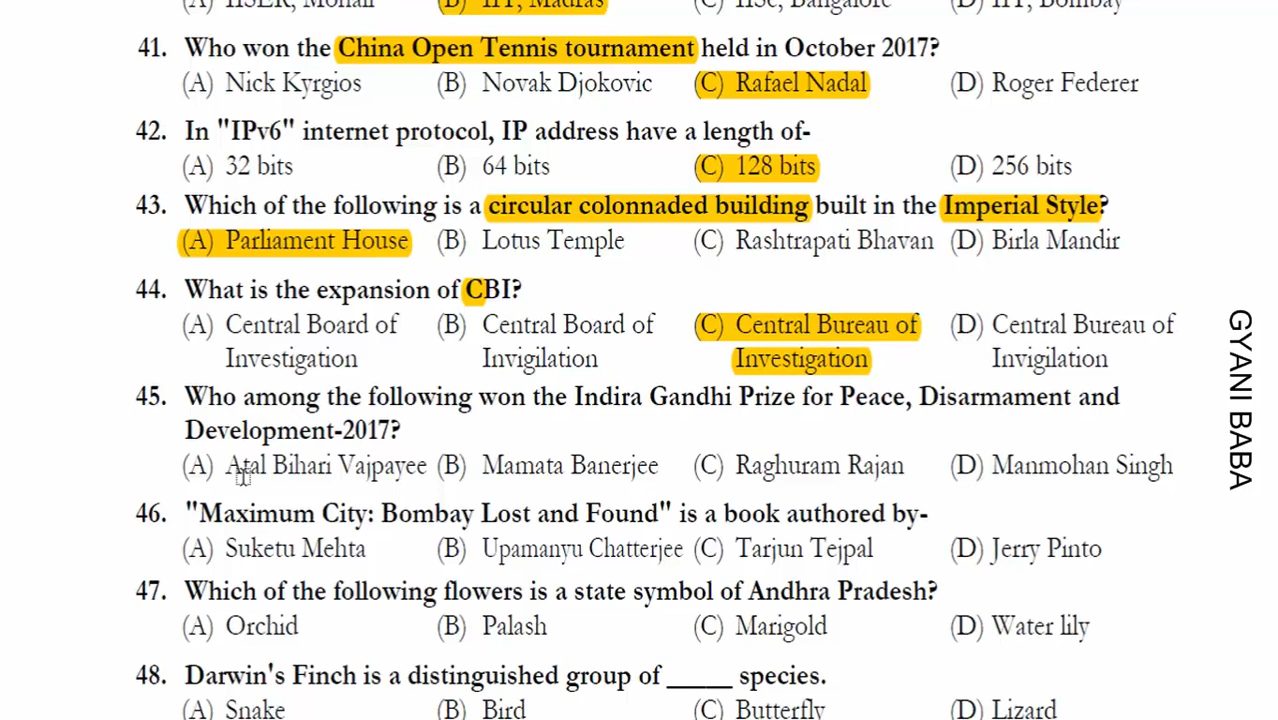 (A) IISER, Mohali (B) IIT, Madras (C) IISc, Bangalore (D) IIT, Bombay
41. Who won the China Open Tennis tournament held in October 2017?
(A) Nick Kyrgios (B) Novak Djokovic (C) Rafael Nadal (D) Roger Federer
42. In "IPv6" internet protocol, IP address have a length of-
(A) 32 bits (B) 64 bits (C) 128 bits (D) 256 bits
43. Which of the following is a circular colonnaded building built in the Imperial Style?
(A) Parliament House (B) Lotus Temple (C) Rashtrapati Bhavan (D) Birla Mandir
44. What is the expansion of CBI?
(A) Central Board of (B) Central Board of (C) Central Bureau of (D) Central Bureau of
Investigation Invigilation Investigation Invigilation
45. Who among the following won the Indira Gandhi Prize for Peace, Disarmament and
Development-2017?
(A) Atal Bihari Vajpayee (B) Mamata Banerjee (C) Raghuram Rajan (D) Manmohan Singh
46. "Maximum City: Bombay Lost and Found" is a book authored by-
(A) Suketu Mehta (B) Upamanyu Chatterjee (C) Tarjun Tejpal (D) Jerry Pinto
47. Which of the following flowers is a state symbol of Andhra Pradesh?
(A) Orchid (B) Palash (C) Marigold (D) Water lily
48. Darwin's Finch is a distinguished group of _____ species.
(A) Snake (B) Bird (C) Butterfly (D) Lizard
GYANI BABA